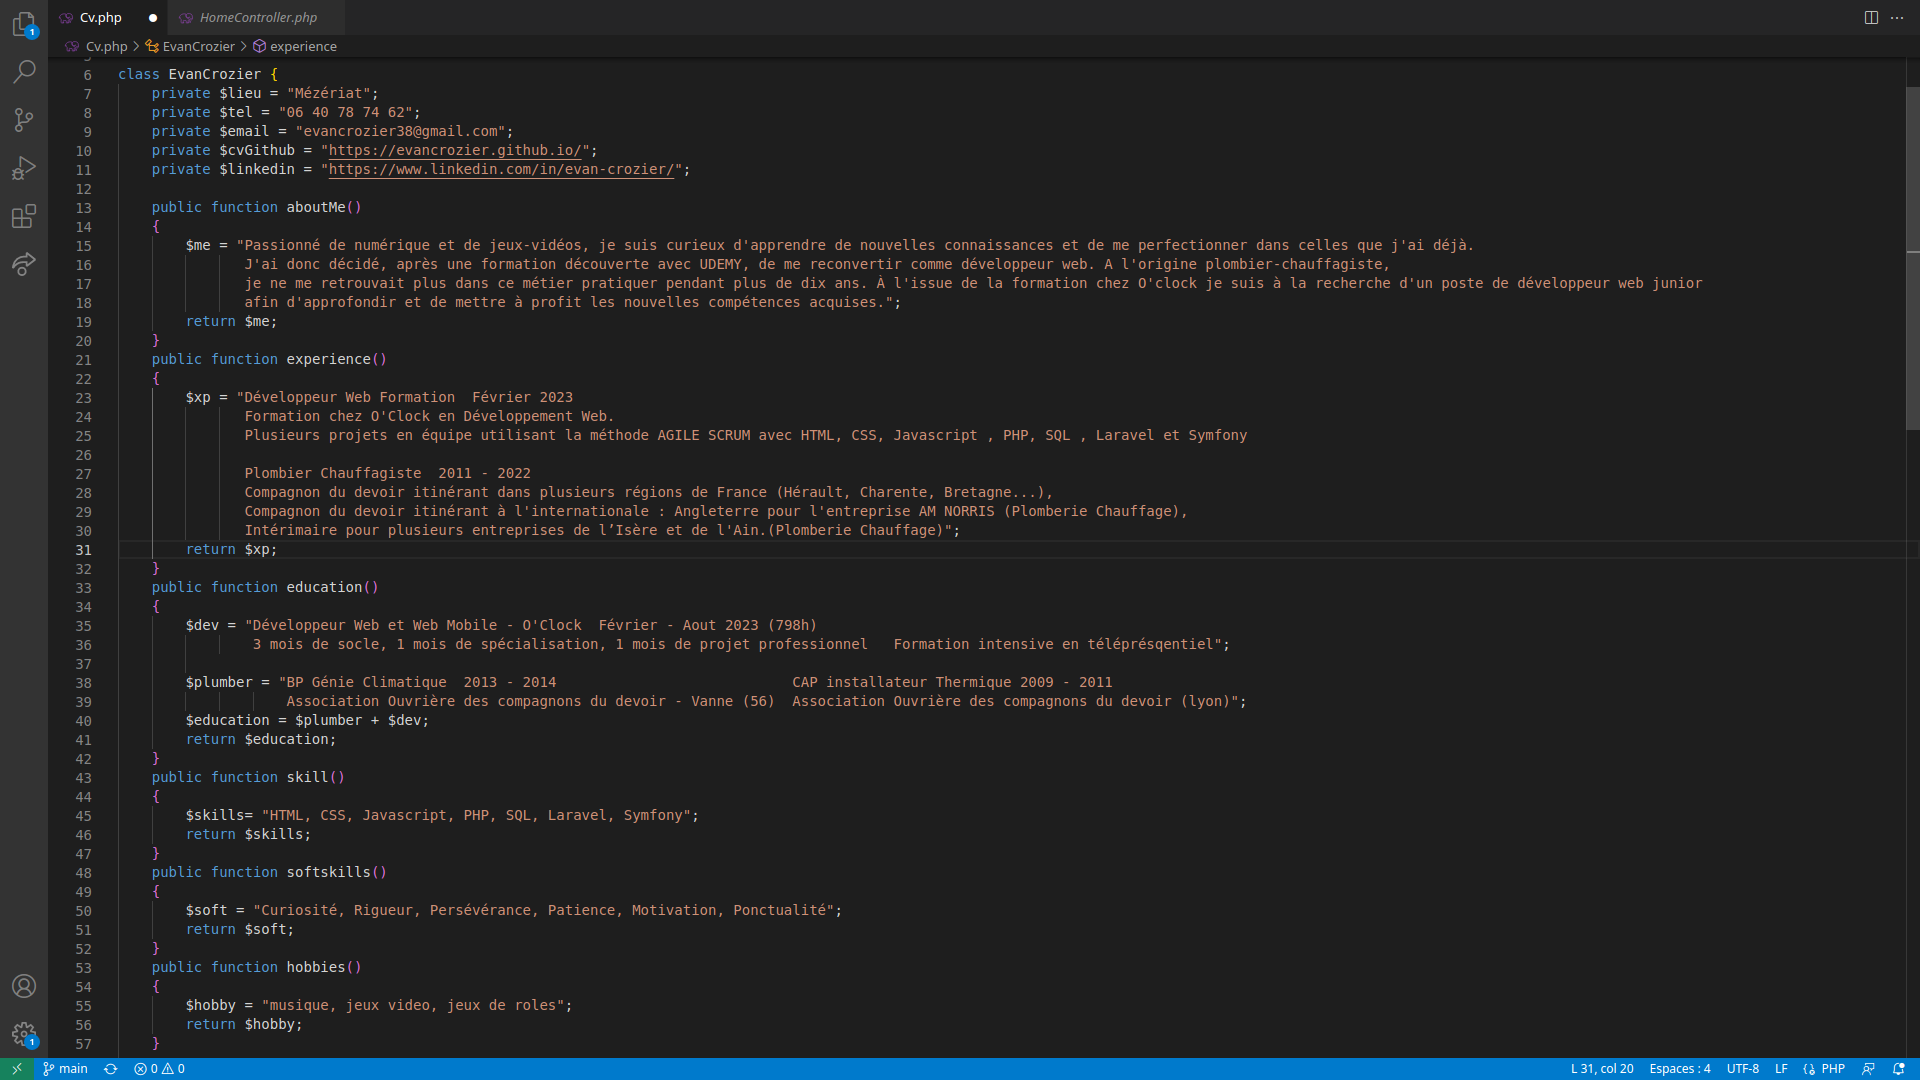 Cv.php HomeController.php
1
Cv.php > EvanCrozier > experience
6 class EvanCrozier {
7 private $lieu = "Mézériat";
8 private $tel = "06 40 78 74 62";
9 private $email = "evancrozier38@gmail.com";
10 private $cvGithub = "https://evancrozier.github.io/";
11 private $linkedin = "https://www.linkedin.com/in/evan-crozier/";
12
13 public function aboutMe()
14 {
15 $me = "Passionné de numérique et de jeux-vidéos, je suis curieux d'apprendre de nouvelles connaissances et de me perfectionner dans celles que j'ai déjà.
16 J'ai donc décidé, après une formation découverte avec UDEMY, de me reconvertir comme développeur web. A l'origine plombier-chauffagiste,
17 je ne me retrouvait plus dans ce métier pratiquer pendant plus de dix ans. À l'issue de la formation chez O'clock je suis à la recherche d'un poste de développeur web junior
18 afin d'approfondir et de mettre à profit les nouvelles compétences acquises.";
19 return $me;
20 }
21 public function experience()
22 {
23 $xp = "Développeur Web Formation  Février 2023
24 Formation chez O'Clock en Développement Web.
25 Plusieurs projets en équipe utilisant la méthode AGILE SCRUM avec HTML, CSS, Javascript , PHP, SQL , Laravel et Symfony
26
27 Plombier Chauffagiste  2011 - 2022
28 Compagnon du devoir itinérant dans plusieurs régions de France (Hérault, Charente, Bretagne...),
29 Compagnon du devoir itinérant à l'internationale : Angleterre pour l'entreprise AM NORRIS (Plomberie Chauffage),
30 Intérimaire pour plusieurs entreprises de l’Isère et de l'Ain.(Plomberie Chauffage)";
31 return $xp;
32 }
33 public function education()
34 {
35 $dev = "Développeur Web et Web Mobile - O'Clock  Février - Aout 2023 (798h)
36 3 mois de socle, 1 mois de spécialisation, 1 mois de projet professionnel   Formation intensive en téléprésqentiel";
37
38 $plumber = "BP Génie Climatique  2013 - 2014                            CAP installateur Thermique 2009 - 2011
39 Association Ouvrière des compagnons du devoir - Vanne (56)  Association Ouvrière des compagnons du devoir (lyon)";
40 $education = $plumber + $dev;
41 return $education;
42 }
43 public function skill()
44 {
45 $skills= "HTML, CSS, Javascript, PHP, SQL, Laravel, Symfony";
46 return $skills;
47 }
48 public function softskills()
49 {
50 $soft = "Curiosité, Rigueur, Persévérance, Patience, Motivation, Ponctualité";
51 return $soft;
52 }
53 public function hobbies()
54 {
55 $hobby = "musique, jeux video, jeux de roles";
56 return $hobby;
57 }
1
main 0 0 L 31, col 20 Espaces : 4 UTF-8 LF PHP